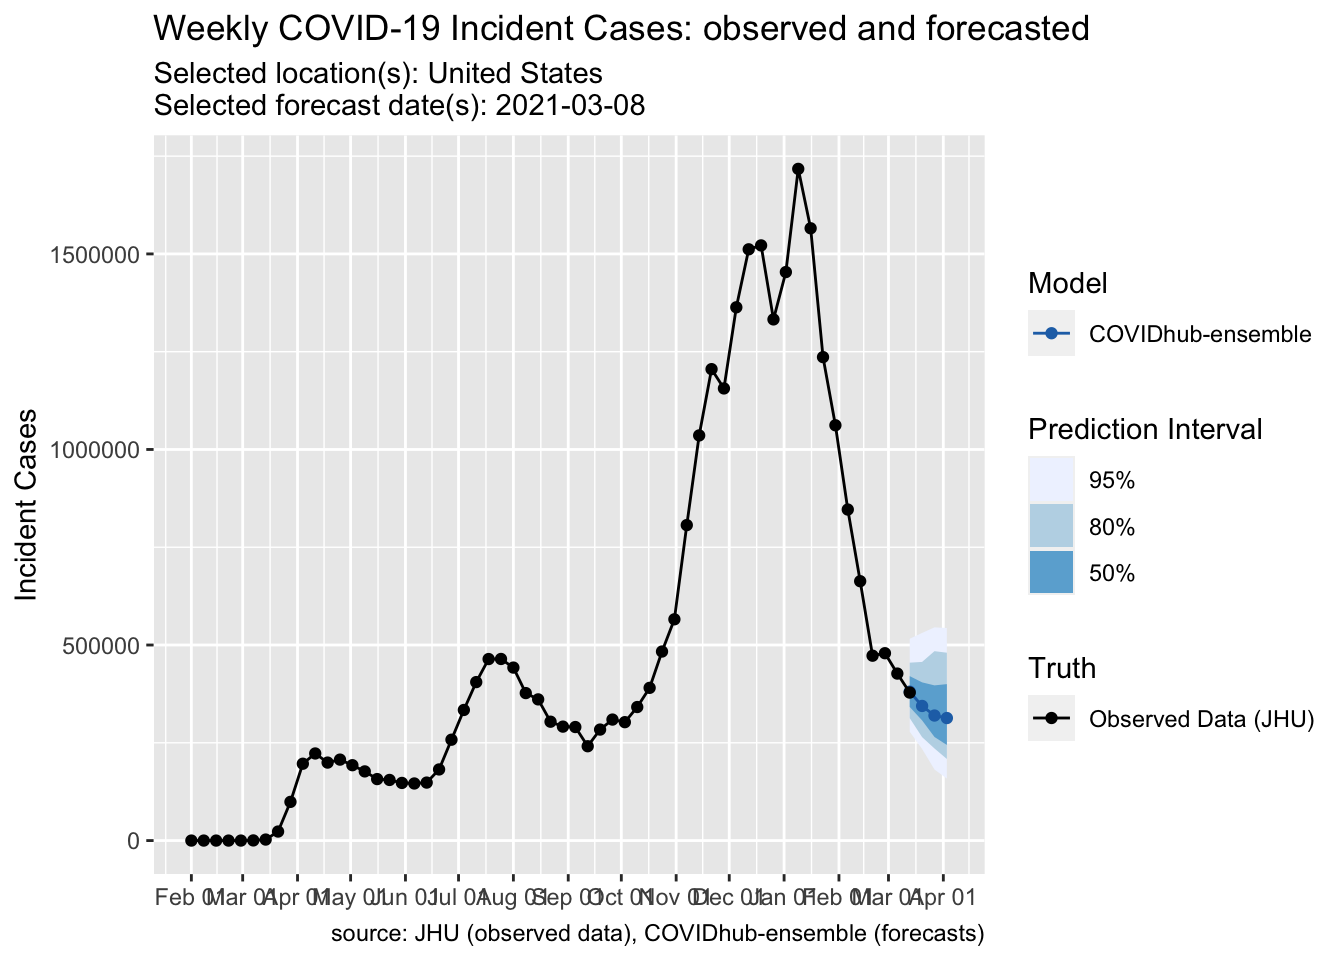 Weekly COVID-19 Incident Cases: observed and forecasted
Selected location(s): United States
Selected forecast date(s): 2021-03-08
Incident Cases
1500000
1000000
500000
0
Feb 01 Mar 01 Apr 01 May 01 Jun 01 Jul 01 Aug 01 Sep 01 Oct 01 Nov 01 Dec 01 Jan 01 Feb 01 Mar 01 Apr 01
source: JHU (observed data), COVIDhub-ensemble (forecasts)
Model
COVIDhub-ensemble
Prediction Interval
95%
80%
50%
Truth
Observed Data (JHU)